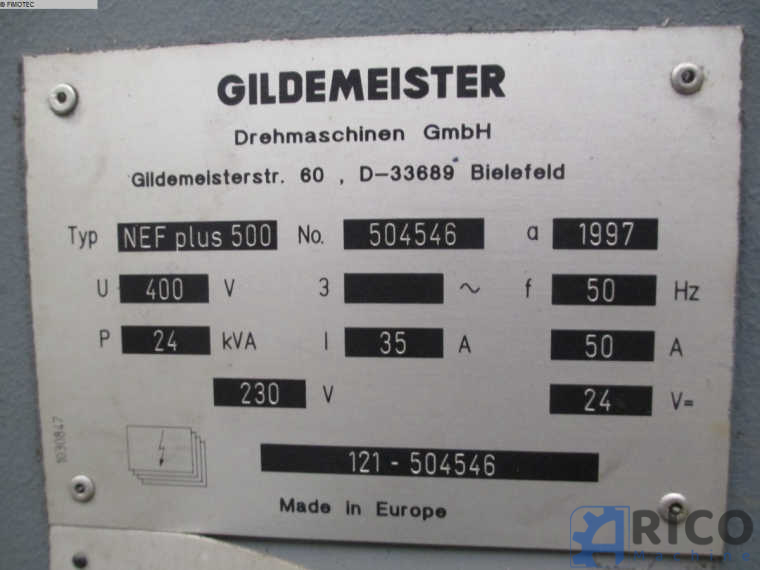 © FIMOTEC
GILDEMEISTER
Drehmaschinen GmbH
Gildemeisterstr. 60 , D-33689 Bielefeld
Typ NEF plus 500 No. 504546 a 1997
U 400 V 3 ~ f 50 Hz
P 24 kVA I 35 A 50 A
230 V 24 V=
121 - 504546
1030847
Made in Europe
RICO